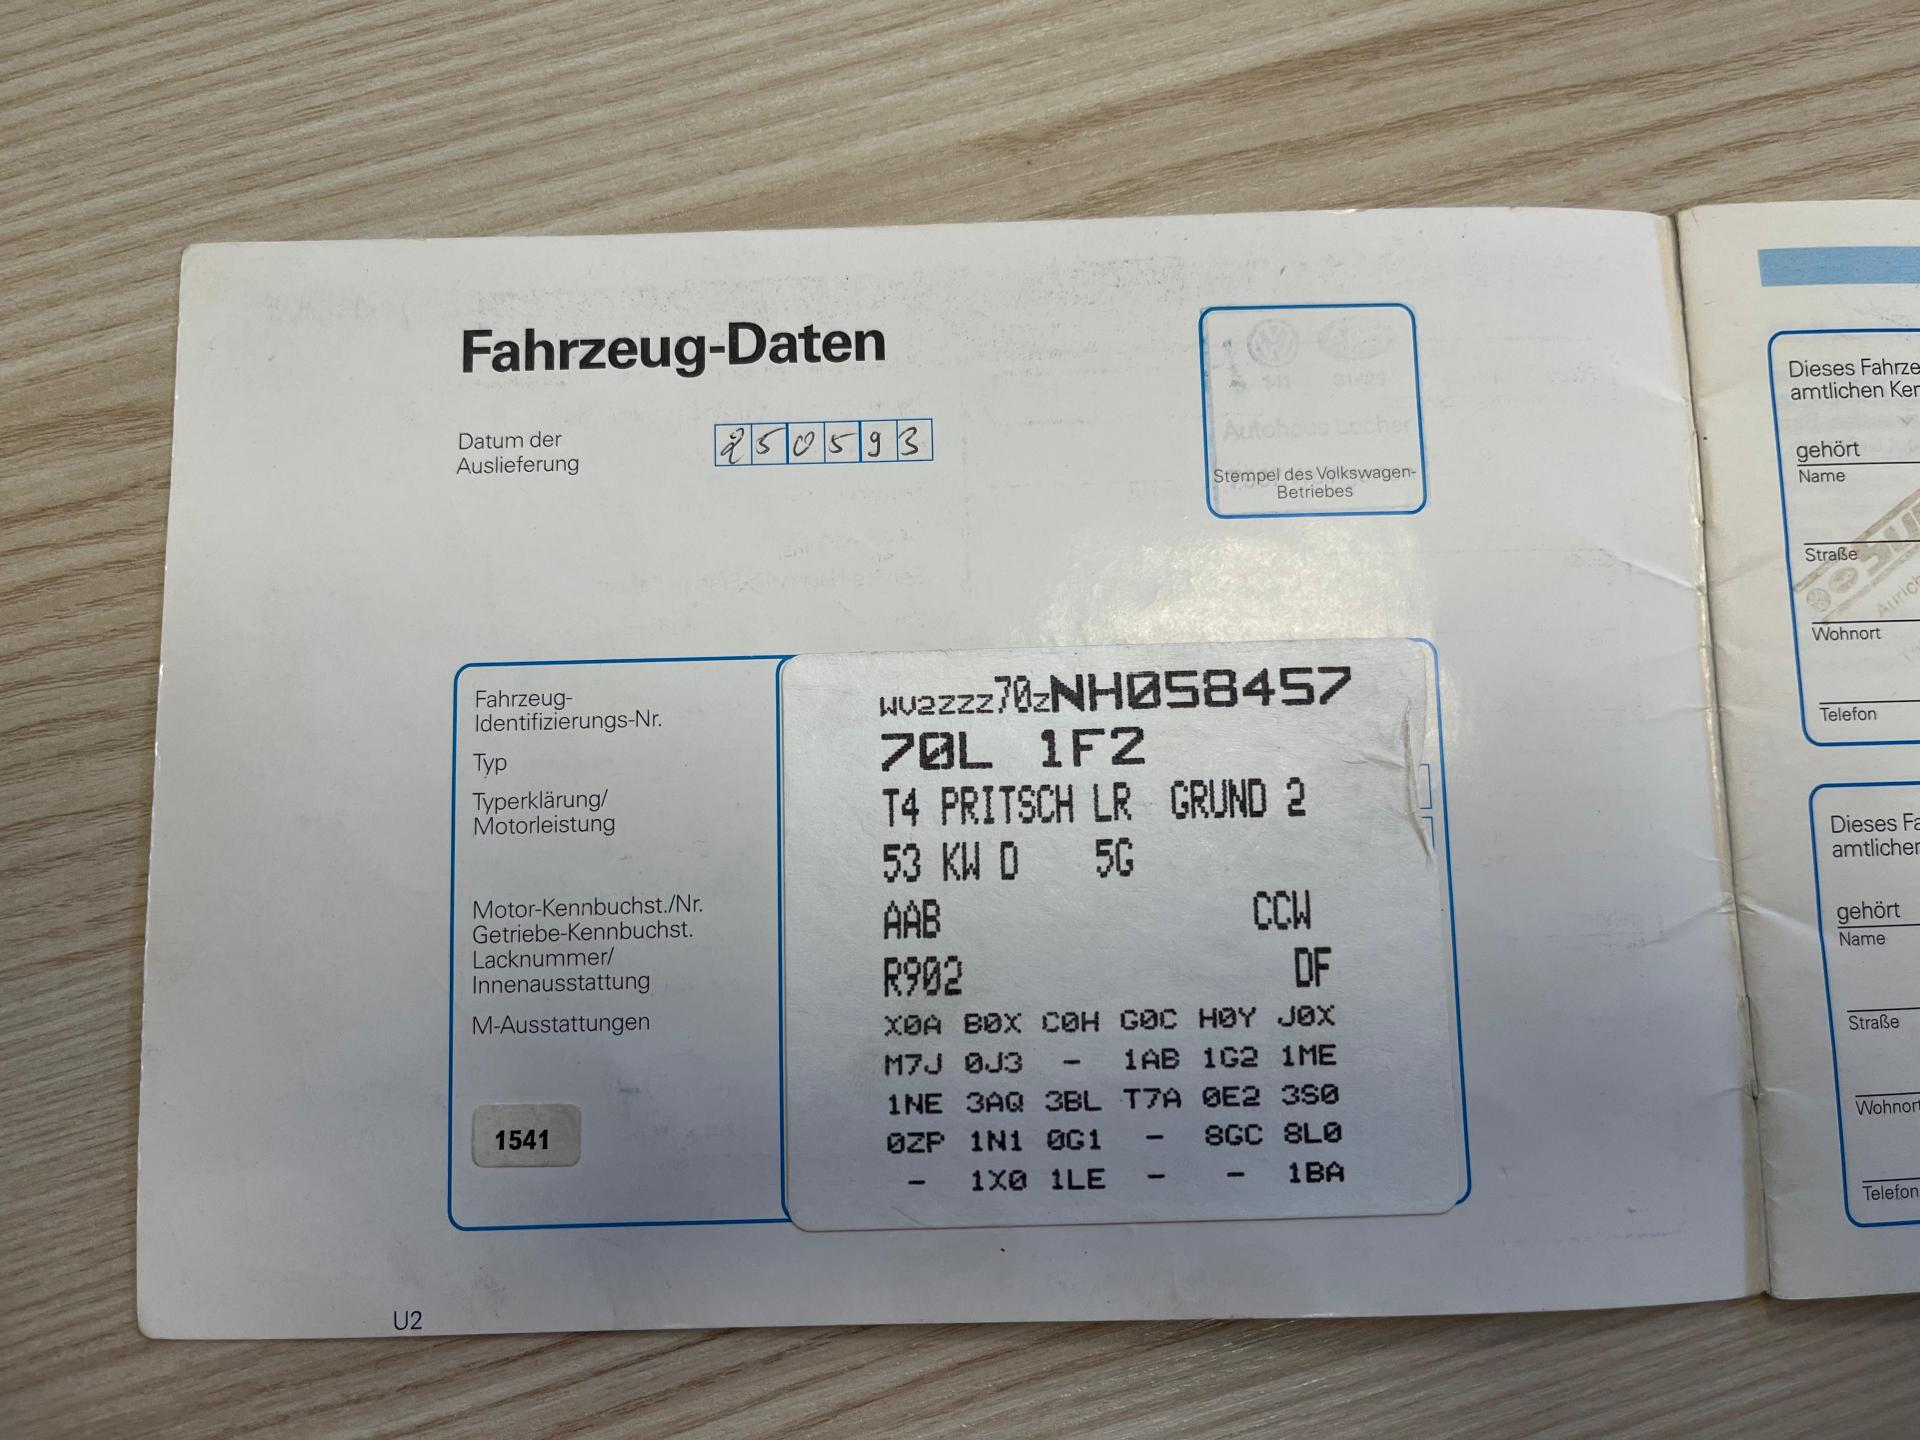 Fahrzeug-Daten
Datum der
Auslieferung
250593
Autohaus Locher
Stempel des Volkswagen-
Betriebes
Fahrzeug-
Identifizierungs-Nr.
Typ
Typerklärung/
Motorleistung
Motor-Kennbuchst./Nr.
Getriebe-Kennbuchst.
Lacknummer/
Innenausstattung
M-Ausstattungen
1541
WV2ZZZ70ZNH058457
70L 1F2
T4 PRITSCH LR GRUND 2
53 KW D 5G
AAB CCW
R902 DF
X0A B0X C0H G0C H0Y J0X
M7J 0J3 - 1AB 1G2 1ME
1NE 3AQ 3BL T7A 0E2 3S0
0ZP 1N1 0G1 - 8GC 8L0
- 1X0 1LE - - 1BA
U2
Dieses Fahrze
amtlichen Ker
gehört
Name
Straße
Wohnort
Telefon
Dieses Fa
amtlicher
gehört
Name
Straße
Wohnort
Telefon